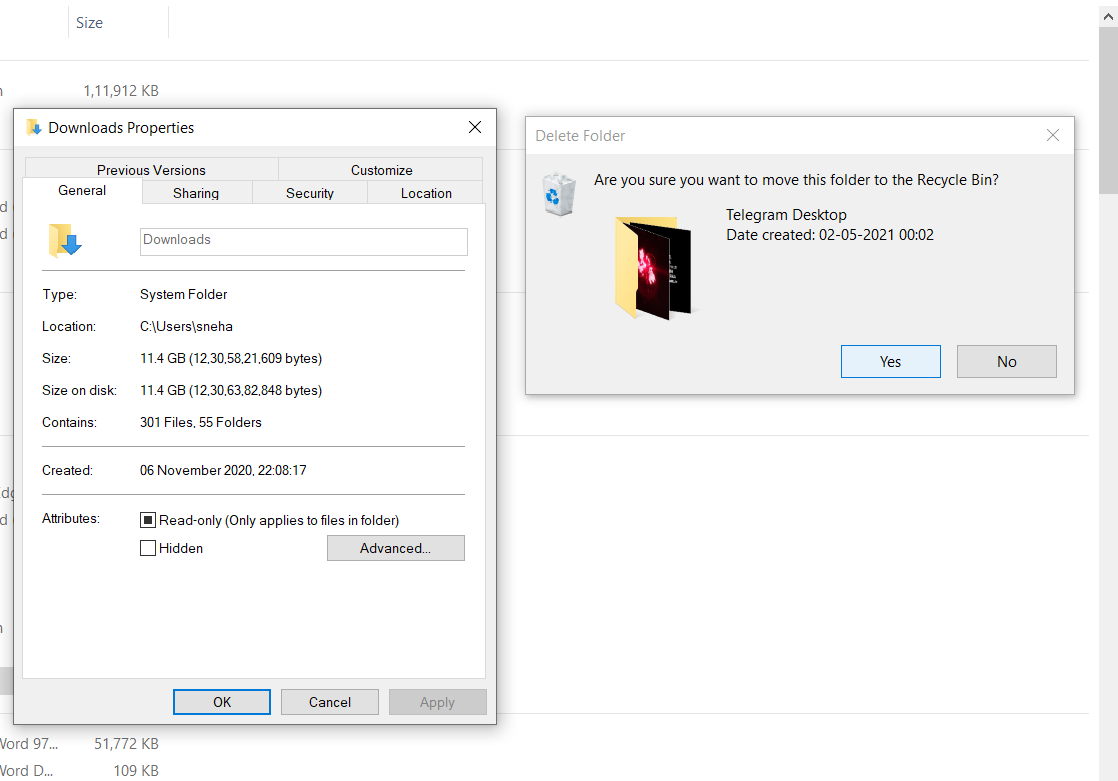 Size
1,11,912 KB
Downloads Properties
Previous Versions
Customize
General
Sharing
Security
Location
Downloads
Type: System Folder
Location: C:\Users\sneha
Size: 11.4 GB (12,30,58,21,609 bytes)
Size on disk: 11.4 GB (12,30,63,82,848 bytes)
Contains: 301 Files, 55 Folders
Created: 06 November 2020, 22:08:17
Attributes: Read-only (Only applies to files in folder)
Hidden
Advanced...
OK
Cancel
Apply
Delete Folder
Are you sure you want to move this folder to the Recycle Bin?
Telegram Desktop
Date created: 02-05-2021 00:02
Yes
No
Word 97... 51,772 KB
Word D... 109 KB